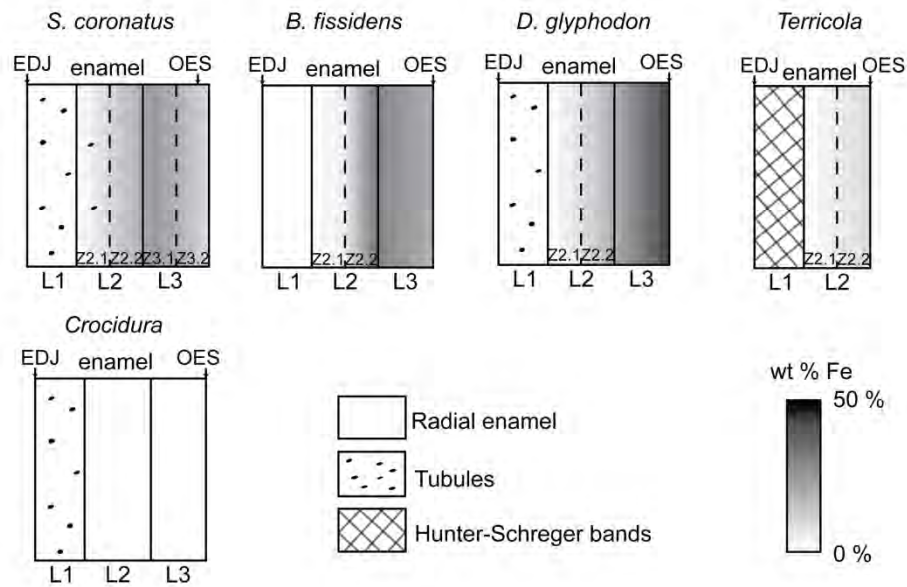 S. coronatus B. fissidens D. glyphodon Terricola
EDJ enamel OES EDJ enamel OES EDJ enamel OES EDJ enamel OES
Z2.1 Z2.2 Z3.1 Z3.2 Z2.1 Z2.2 Z2.1 Z2.2 Z2.1 Z2.2
L1 L2 L3 L1 L2 L3 L1 L2 L3 L1 L2
Crocidura
EDJ enamel OES
L1 L2 L3
Radial enamel
Tubules
Hunter-Schreger bands
wt % Fe
50 %
0 %